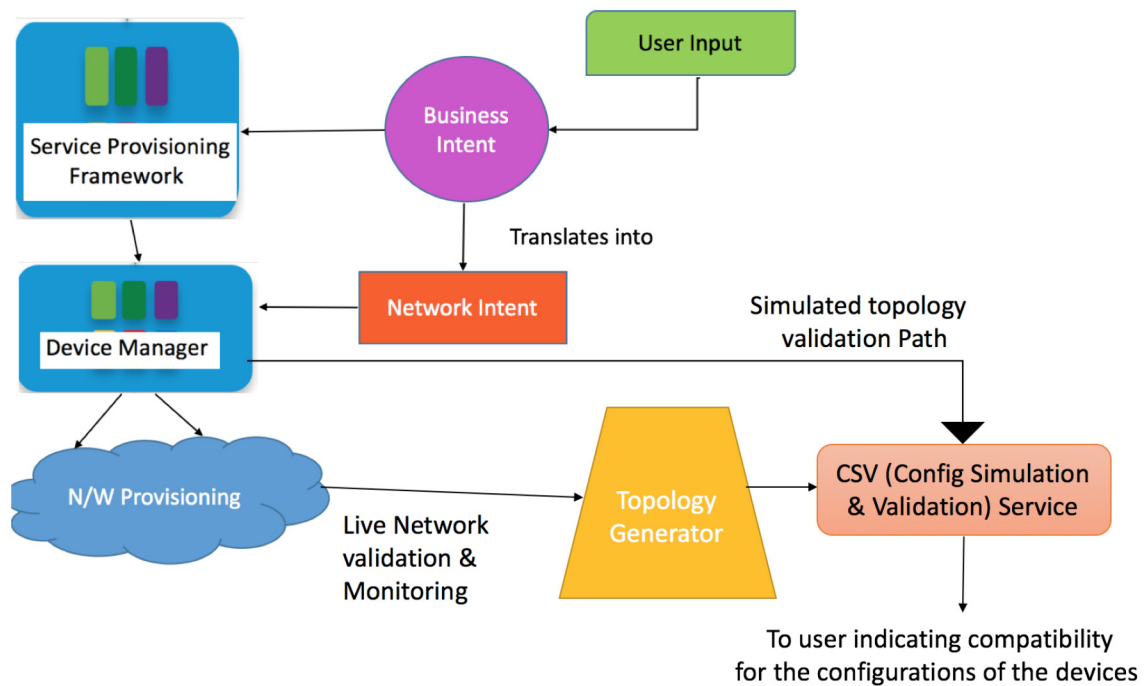 User Input
Business
Intent
Service Provisioning
Framework
Translates into
Network Intent
Device Manager
Simulated topology
validation Path
N/W Provisioning
Live Network
validation &
Monitoring
Topology
Generator
CSV (Config Simulation
& Validation) Service
To user indicating compatibility
for the configurations of the devices